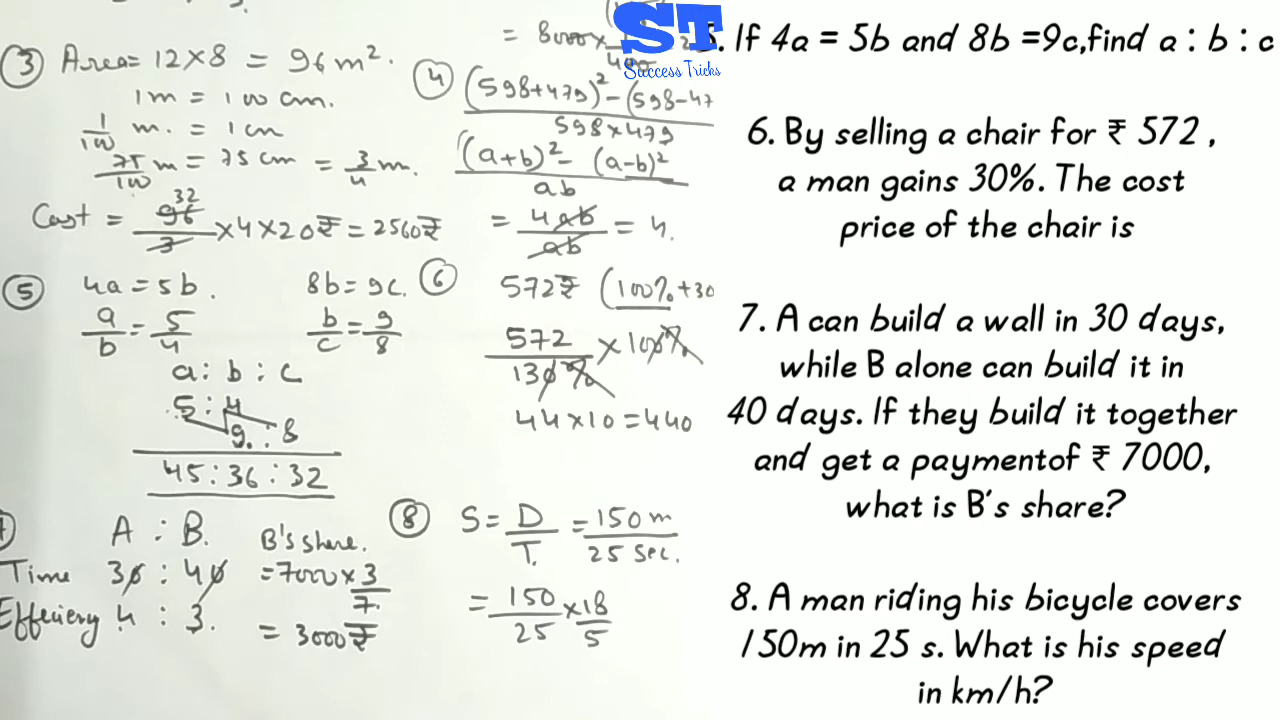 ③ Area = 12 × 8 = 96 m².
1m = 100 cm.
1/100 m. = 1 cm
75/100 m = 75 cm = 3/4 m.
Cost = 96/3 × 4 × 20 ₹ = 2560 ₹
32
⑤ 4a = 5b. 8b = 9c.
a/b = 5/4 b/c = 9/8
a : b : c
5 : 4
9 : 8
45 : 36 : 32
A : B. B's share.
Time 30 : 40 = 7000 × 3/7.
Efficiency 4 : 3. = 3000 ₹
= 8000 ×
④ (598+479)² − (598−47
598 × 479
(a+b)² − (a−b)²
ab
= 4ab/ab = 4.
⑥ 572 ₹ (100% + 30
572/130% × 100%
44 × 10 = 440
⑧ S = D/T. = 150 m/25 sec.
= 150/25 × 18/5
ST
Success Tricks
. If 4a = 5b and 8b =9c,find a : b : c
6. By selling a chair for ₹ 572 ,
a man gains 30%. The cost
price of the chair is
7. A can build a wall in 30 days,
while B alone can build it in
40 days. If they build it together
and get a paymentof ₹ 7000,
what is B's share?
8. A man riding his bicycle covers
150m in 25 s. What is his speed
in km/h?